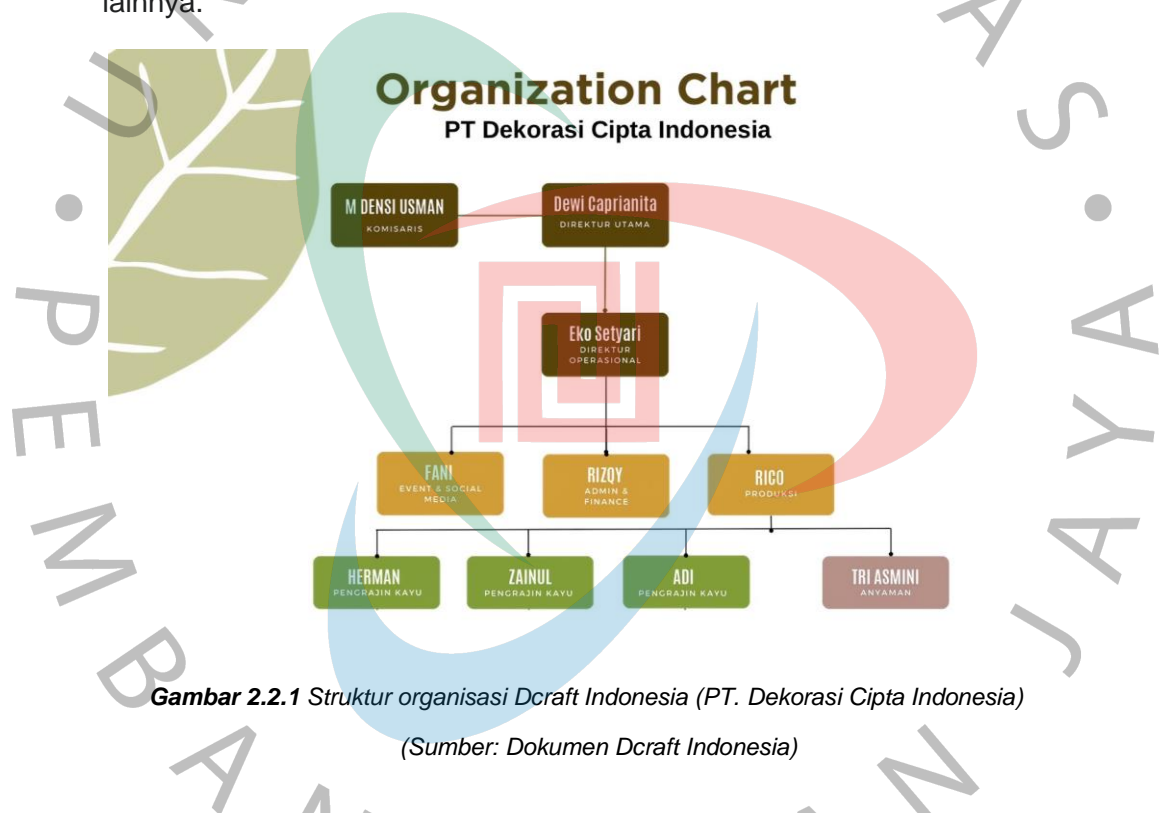 lainnya.
Organization Chart
PT Dekorasi Cipta Indonesia
M DENSI USMAN
KOMISARIS
Dewi Caprianita
DIREKTUR UTAMA
Eko Setyari
DIREKTUR
OPERASIONAL
FANI
EVENT & SOCIAL
MEDIA
RIZQY
ADMIN &
FINANCE
RICO
PRODUKSI
HERMAN
PENGRAJIN KAYU
ZAINUL
PENGRAJIN KAYU
ADI
PENGRAJIN KAYU
TRI ASMINI
ANYAMAN
Gambar 2.2.1 Struktur organisasi Dcraft Indonesia (PT. Dekorasi Cipta Indonesia)
(Sumber: Dokumen Dcraft Indonesia)